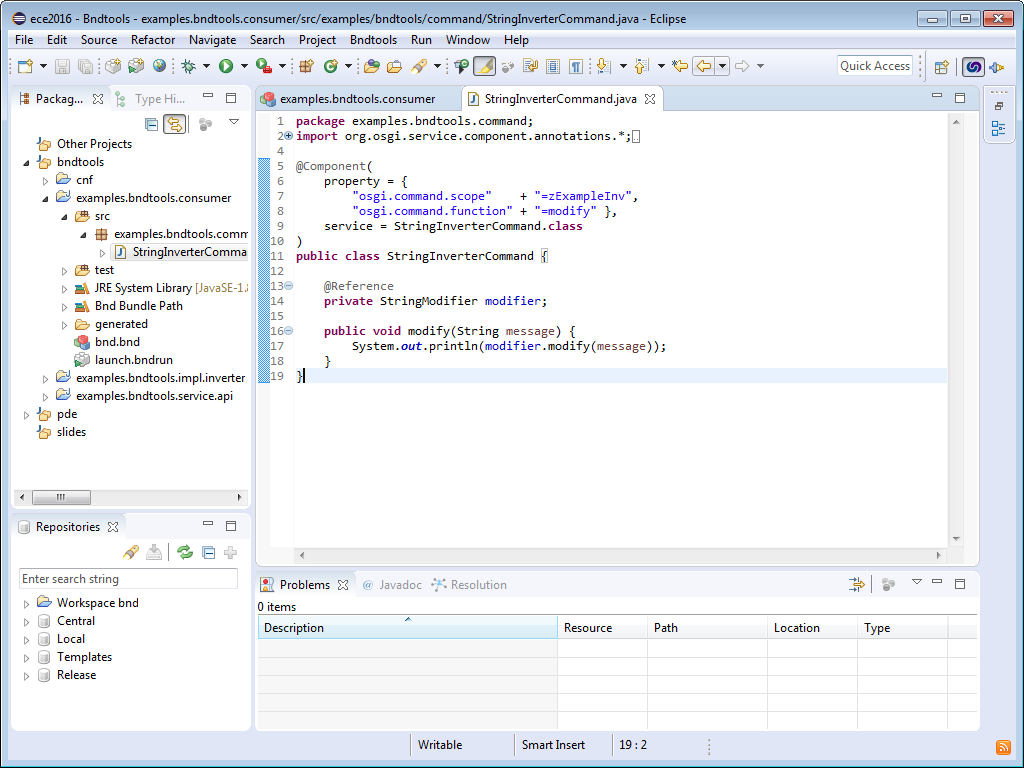 ece2016 - Bndtools - examples.bndtools.consumer/src/examples/bndtools/command/StringInverterCommand.java - Eclipse
File Edit Source Refactor Navigate Search Project Bndtools Run Window Help
Quick Access
Packag...
Type Hi...
Other Projects
bndtools
cnf
examples.bndtools.consumer
src
examples.bndtools.comm
StringInverterComma
test
JRE System Library [JavaSE-1.8
Bnd Bundle Path
generated
bnd.bnd
launch.bndrun
examples.bndtools.impl.inverter
examples.bndtools.service.api
pde
slides
Repositories
Enter search string
Workspace bnd
Central
Local
Templates
Release
examples.bndtools.consumer
StringInverterCommand.java
1 package examples.bndtools.command;
2 import org.osgi.service.component.annotations.*;
4
5 @Component(
6 property = {
7 "osgi.command.scope" + "=zExampleInv",
8 "osgi.command.function" + "=modify" },
9 service = StringInverterCommand.class
10 )
11 public class StringInverterCommand {
12
13 @Reference
14 private StringModifier modifier;
15
16 public void modify(String message) {
17 System.out.println(modifier.modify(message));
18 }
19 }
Problems
@ Javadoc
Resolution
0 items
Description Resource Path Location Type
Writable Smart Insert 19 : 2